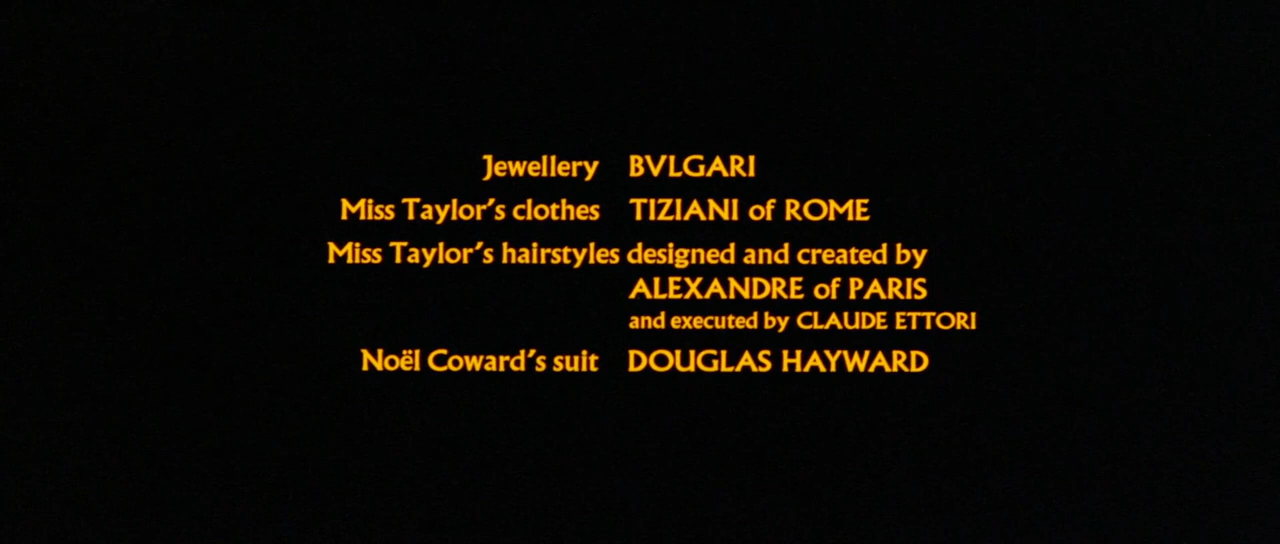 Jewellery BVLGARI
Miss Taylor's clothes TIZIANI of ROME
Miss Taylor's hairstyles designed and created by
ALEXANDRE of PARIS
and executed by CLAUDE ETTORI
Noël Coward's suit DOUGLAS HAYWARD